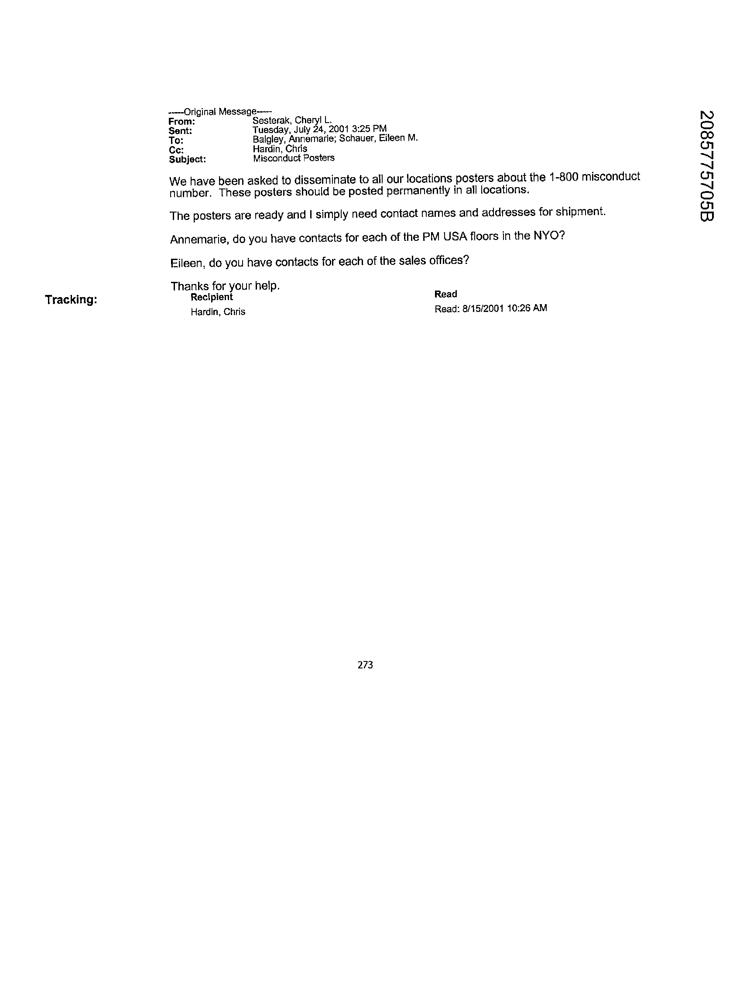 -----Original Message-----
From: Sesterak, Cheryl L.
Sent: Tuesday, July 24, 2001 3:25 PM
To: Balgley, Annemarie; Schauer, Eileen M.
Cc: Hardin, Chris
Subject: Misconduct Posters
We have been asked to disseminate to all our locations posters about the 1-800 misconduct
number. These posters should be posted permanently in all locations.
The posters are ready and I simply need contact names and addresses for shipment.
Annemarie, do you have contacts for each of the PM USA floors in the NYO?
Eileen, do you have contacts for each of the sales offices?
Thanks for your help.
Tracking: Recipient Read
Hardin, Chris Read: 8/15/2001 10:26 AM
273
2085775705B